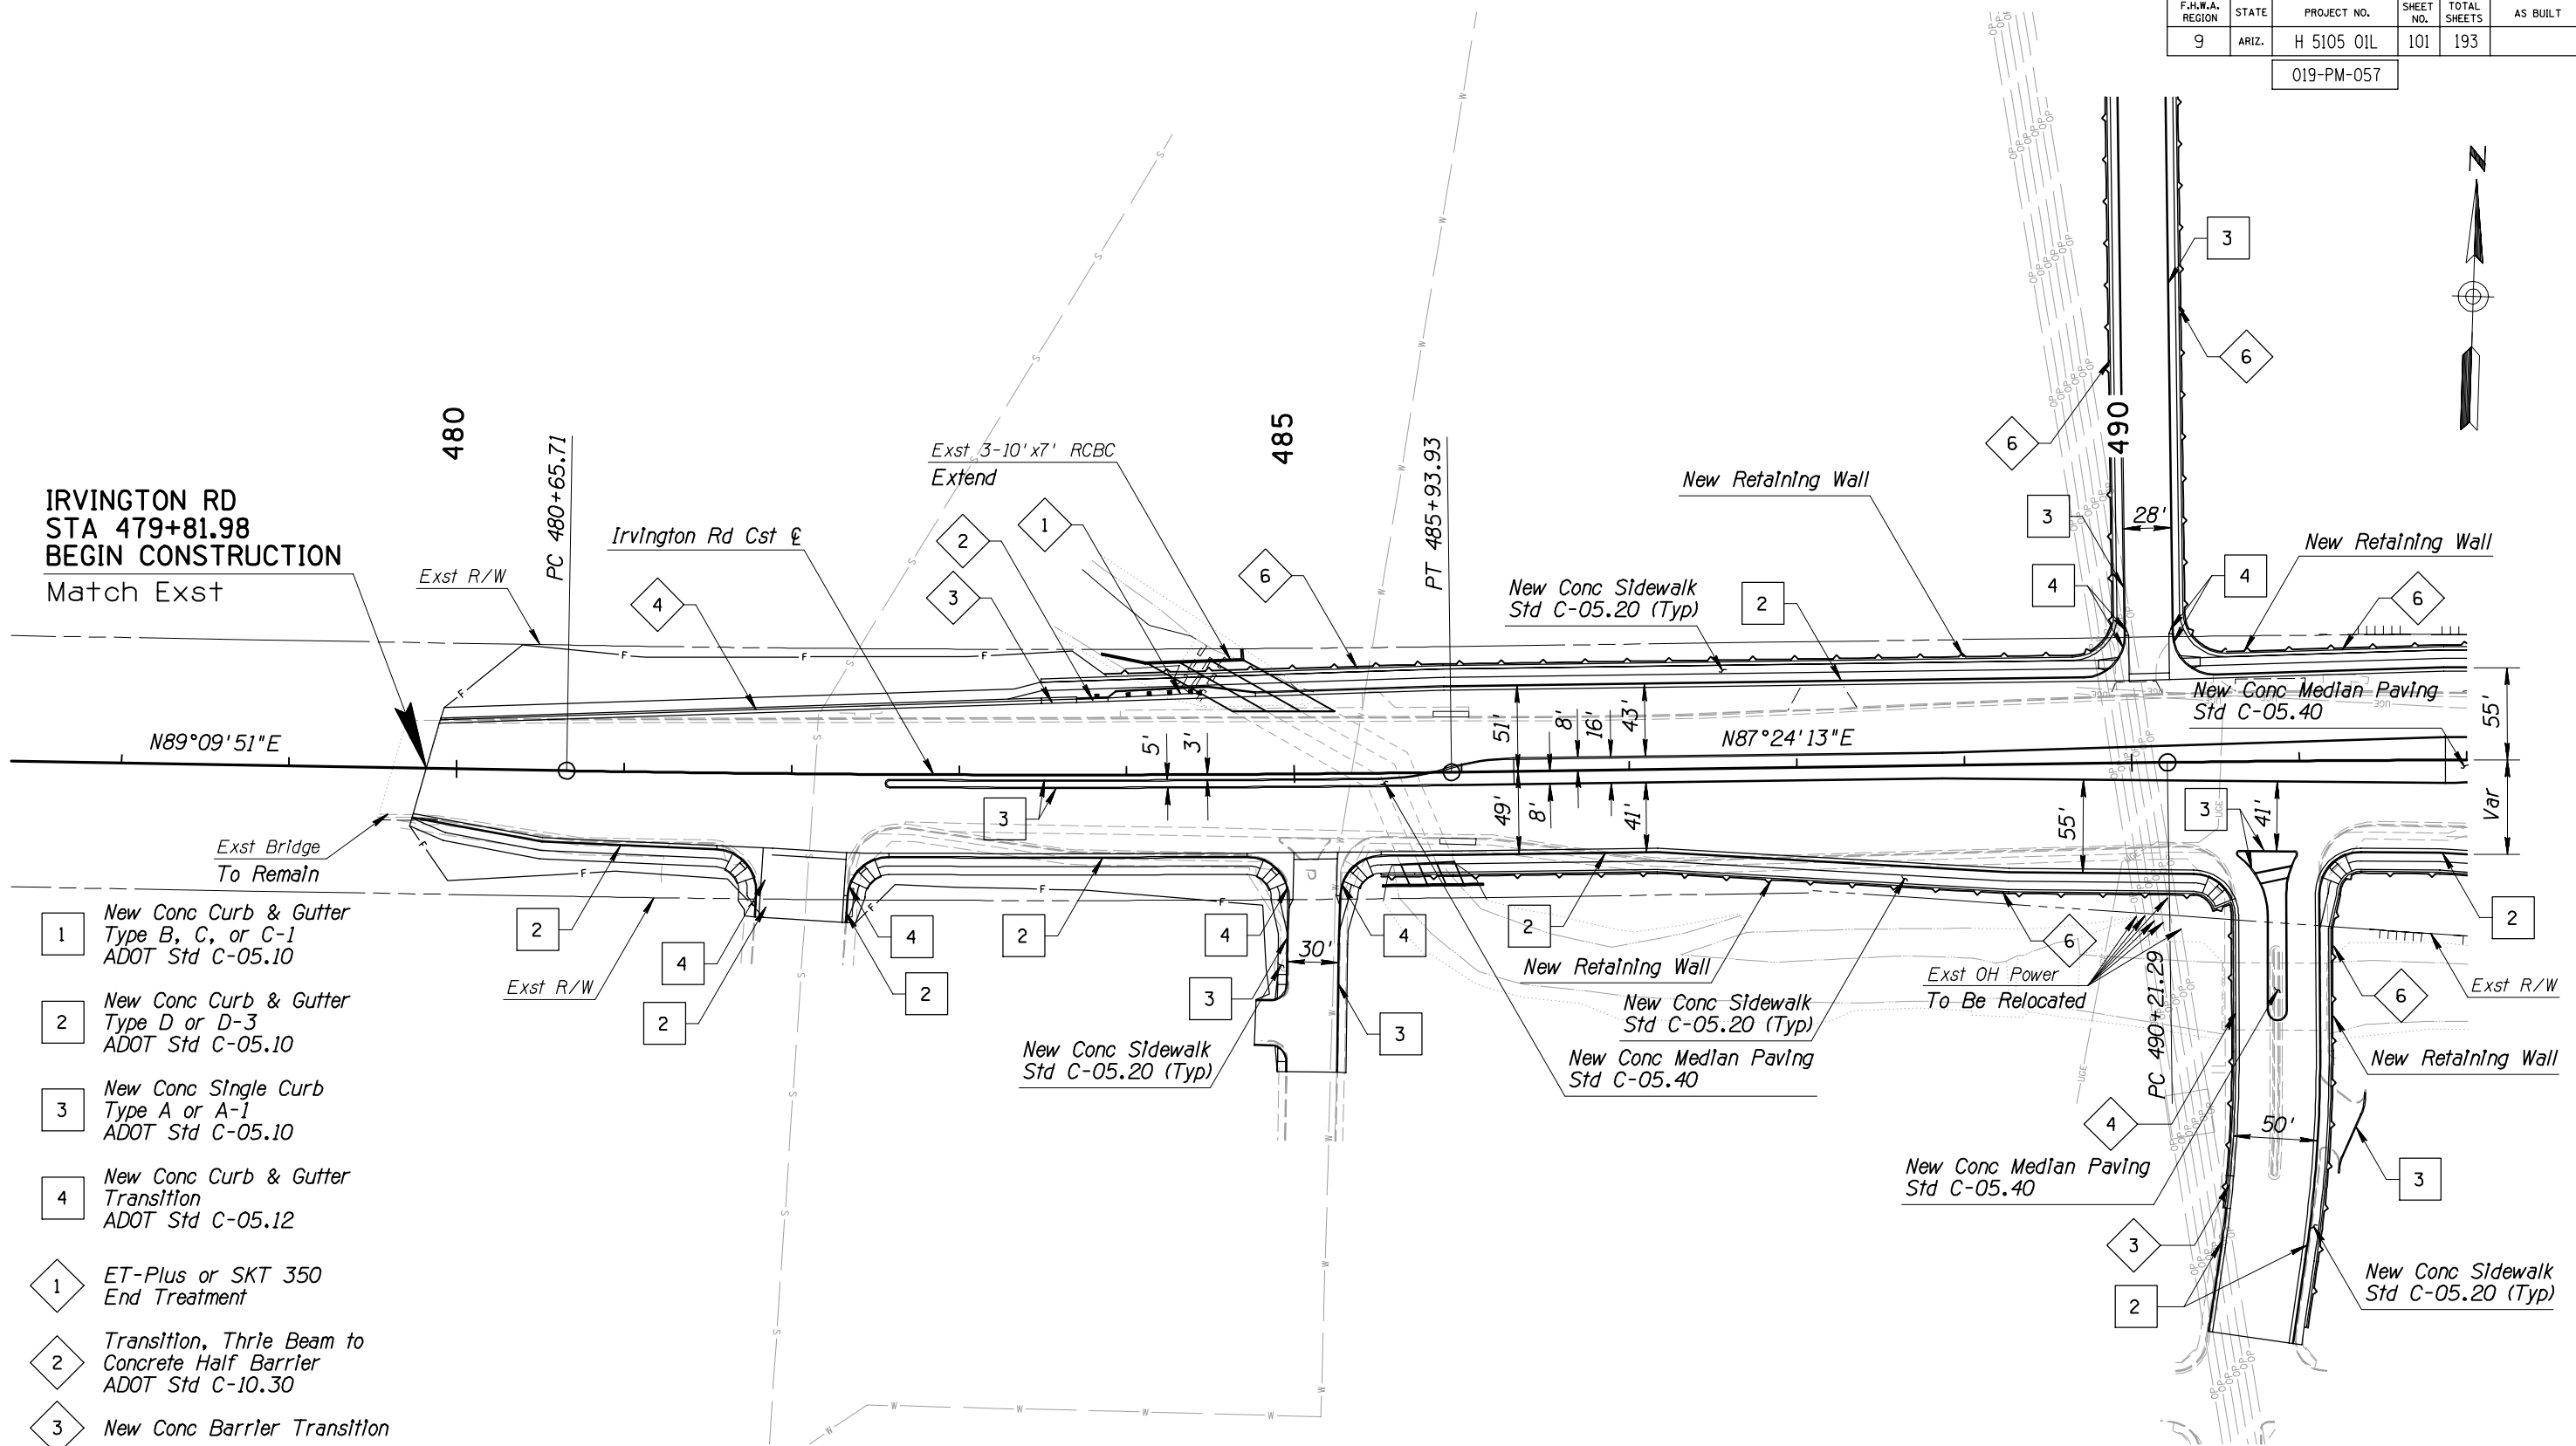 F.H.W.A. REGION STATE PROJECT NO. SHEET NO. TOTAL SHEETS AS BUILT
9 ARIZ. H 5105 01L 101 193
019-PM-057
N
480
485
490
PC 480+65.71
PT 485+93.93
PC 490+21.29
IRVINGTON RD
STA 479+81.98
BEGIN CONSTRUCTION
Match Exst
Exst R/W
Irvington Rd Cst ℄
Exst 3-10'x7' RCBC
Extend
4
3
2
1
6
New Conc Sidewalk
Std C-05.20 (Typ)
2
New Retaining Wall
6
3
6
3
28'
4
4
New Retaining Wall
6
New Conc Median Paving
Std C-05.40
55'
Var
N89°09'51"E
5'
3'
51'
8'
16'
43'
N87°24'13"E
49'
8'
41'
55'
41'
3
3
Exst Bridge
To Remain
Exst R/W
2
4
2
4
2
2
4
30'
4
3
3
New Conc Sidewalk
Std C-05.20 (Typ)
2
New Retaining Wall
New Conc Sidewalk
Std C-05.20 (Typ)
New Conc Median Paving
Std C-05.40
6
Exst OH Power
To Be Relocated
2
Exst R/W
6
New Retaining Wall
4
50'
New Conc Median Paving
Std C-05.40
3
3
2
New Conc Sidewalk
Std C-05.20 (Typ)
1 New Conc Curb & Gutter
Type B, C, or C-1
ADOT Std C-05.10
2 New Conc Curb & Gutter
Type D or D-3
ADOT Std C-05.10
3 New Conc Single Curb
Type A or A-1
ADOT Std C-05.10
4 New Conc Curb & Gutter
Transition
ADOT Std C-05.12
1 ET-Plus or SKT 350
End Treatment
2 Transition, Thrie Beam to
Concrete Half Barrier
ADOT Std C-10.30
3 New Conc Barrier Transition